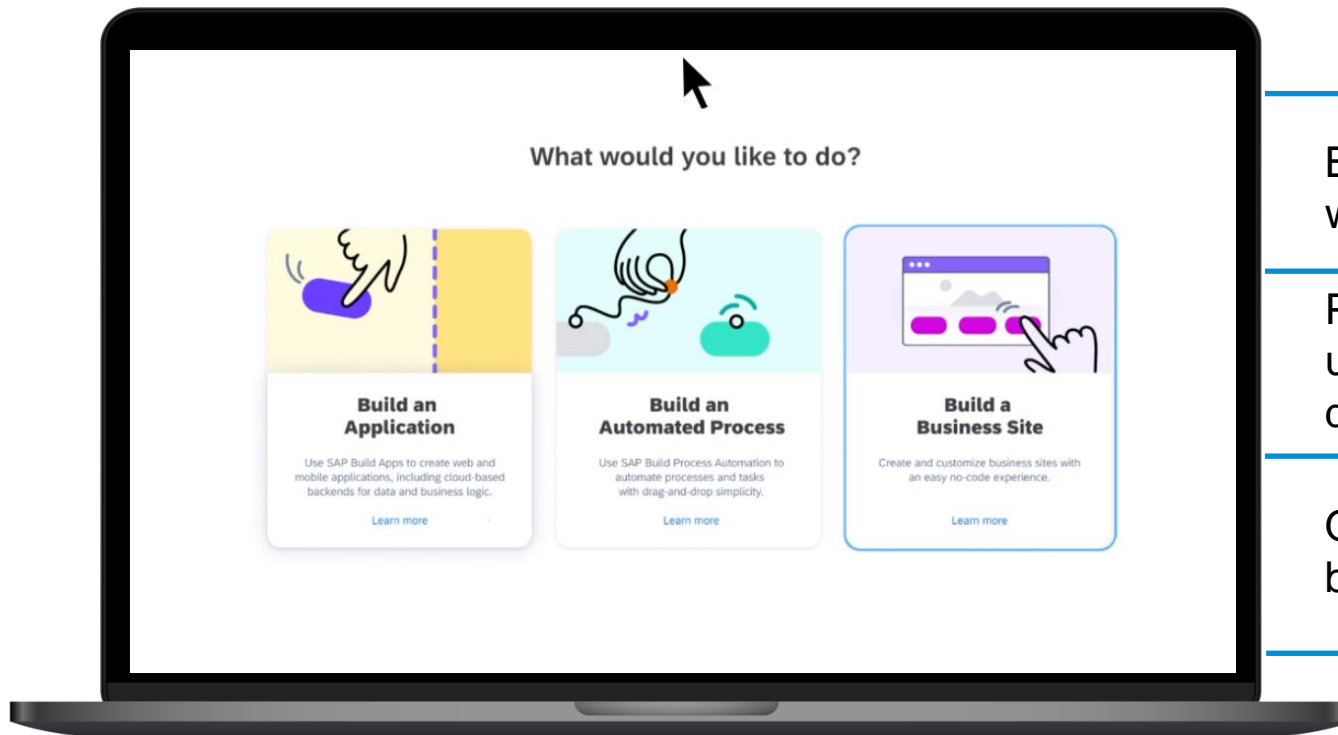 What would you like to do?
Build an
Application
Use SAP Build Apps to create web and
mobile applications, including cloud-based
backends for data and business logic.
Learn more
Build an
Automated Process
Use SAP Build Process Automation to
automate processes and tasks
with drag-and-drop simplicity.
Learn more
Build a
Business Site
Create and customize business sites with
an easy no-code experience.
Learn more